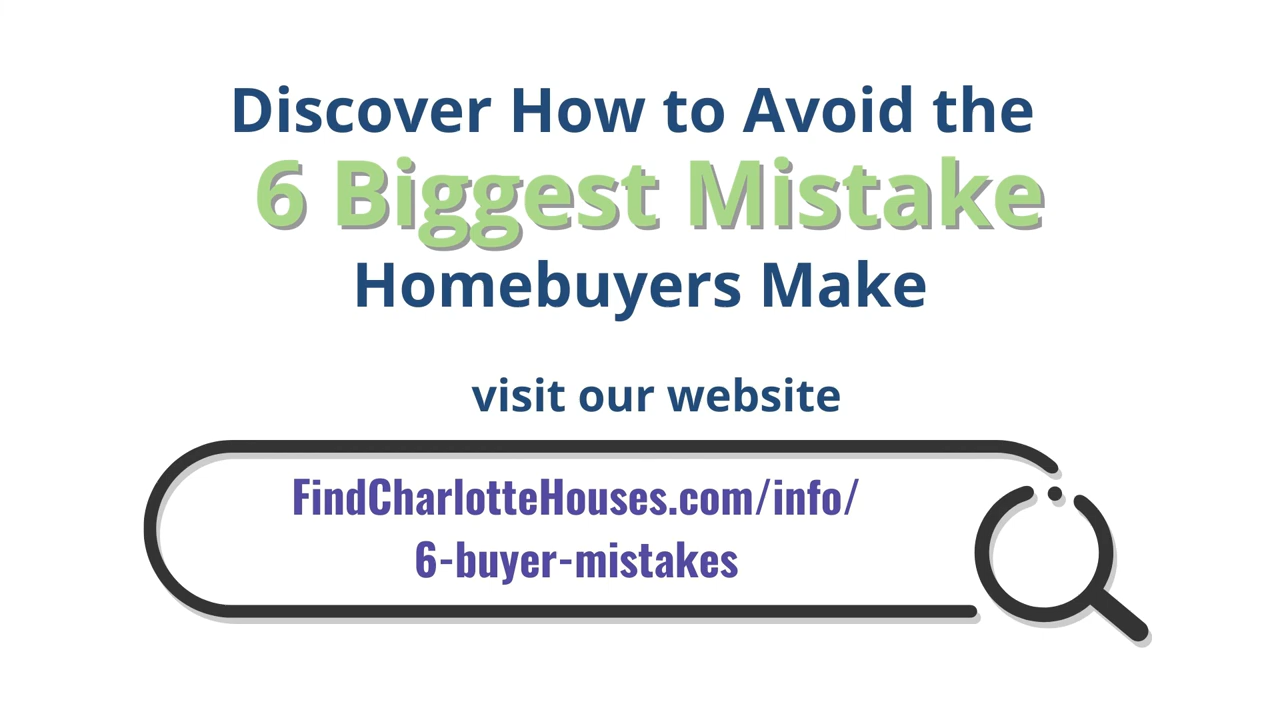 Discover How to Avoid the
6 Biggest Mistake
Homebuyers Make
visit our website
FindCharlotteHouses.com/info/
6-buyer-mistakes